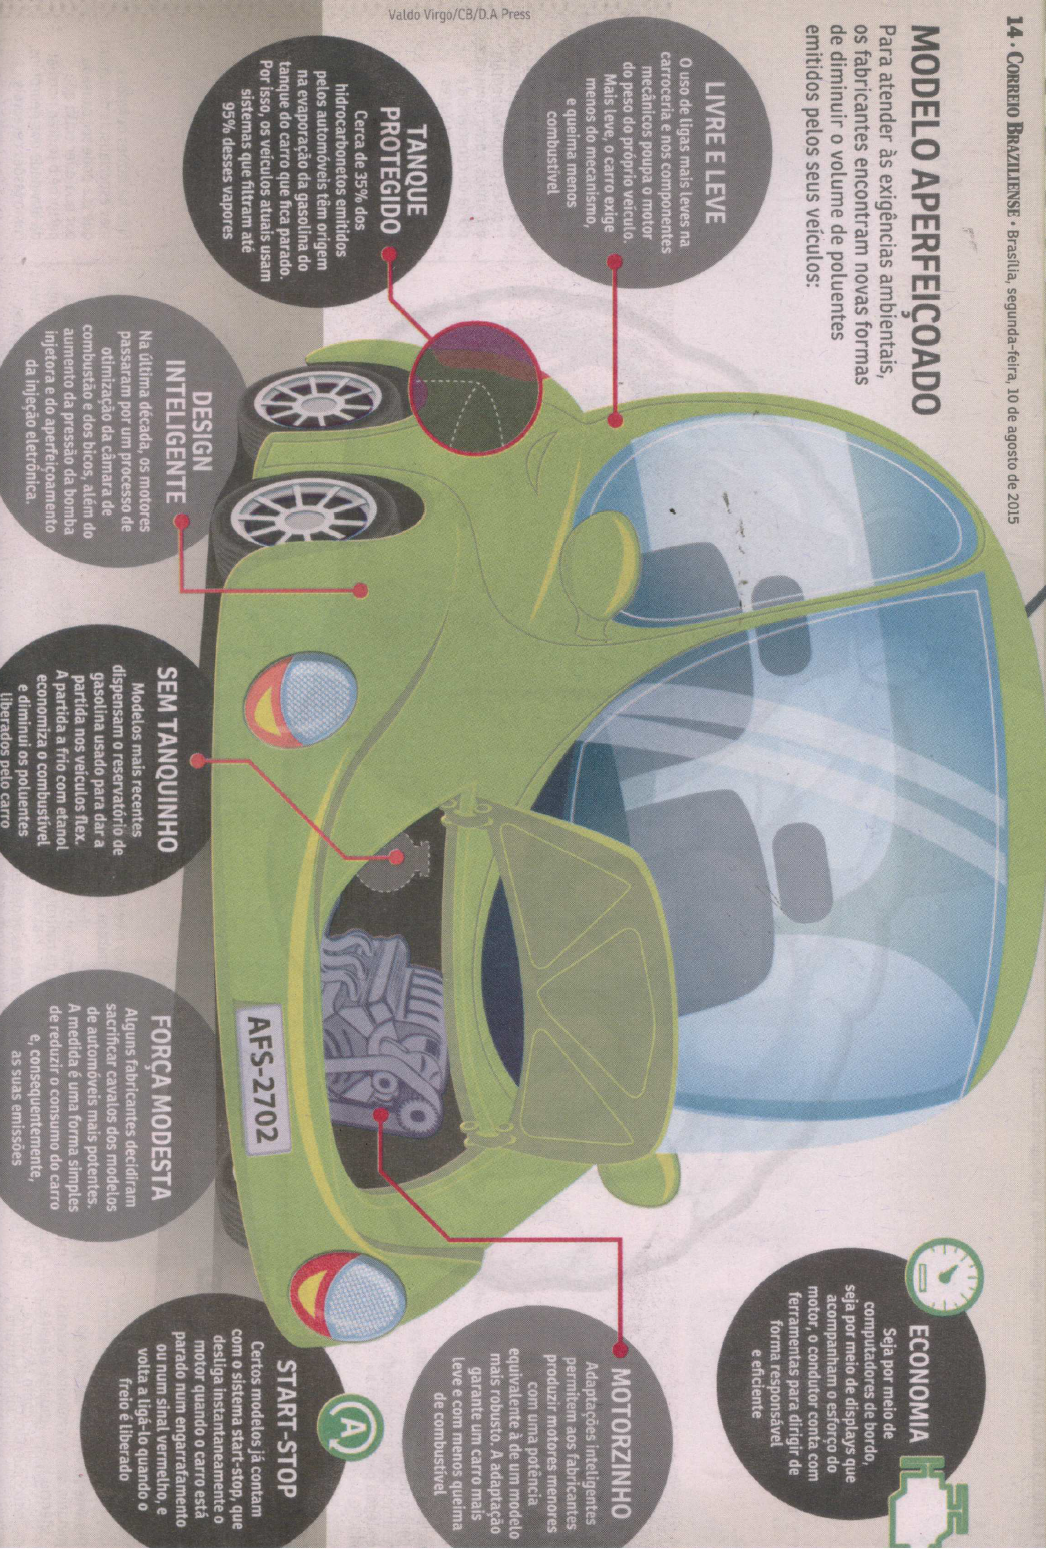 14 • CORREIO BRAZILIENSE • Brasília, segunda-feira, 10 de agosto de 2015
MODELO APERFEIÇOADO
Para atender às exigências ambientais,
os fabricantes encontram novas formas
de diminuir o volume de poluentes
emitidos pelos seus veículos:
LIVRE E LEVE
O uso de ligas mais leves na
carroceria e nos componentes
mecânicos poupa o motor
do peso do próprio veículo.
Mais leve, o carro exige
menos do mecanismo,
e queima menos
combustível
TANQUE
PROTEGIDO
Cerca de 35% dos
hidrocarbonetos emitidos
pelos automóveis têm origem
na evaporação da gasolina do
tanque do carro que fica parado.
Por isso, os veículos atuais usam
sistemas que filtram até
95% desses vapores
DESIGN
INTELIGENTE
Na última década, os motores
passaram por um processo de
otimização da câmara de
combustão e dos bicos, além do
aumento da pressão da bomba
injetora e do aperfeiçoamento
da injeção eletrônica.
SEM TANQUINHO
Modelos mais recentes
dispensam o reservatório de
gasolina usado para dar a
partida nos veículos flex.
A partida a frio com etanol
economiza o combustível
e diminui os poluentes
liberados pelo carro
FORÇA MODESTA
Alguns fabricantes decidiram
sacrificar cavalos dos modelos
de automóveis mais potentes.
A medida é uma forma simples
de reduzir o consumo do carro
e, consequentemente,
as suas emissões
START-STOP
Certos modelos já contam
com o sistema start-stop, que
desliga instantaneamente o
motor quando o carro está
parado num engarrafamento
ou num sinal vermelho, e
volta a ligá-lo quando o
freio é liberado
A
MOTORZINHO
Adaptações inteligentes
permitem aos fabricantes
produzir motores menores
com uma potência
equivalente à de um modelo
mais robusto. A adaptação
garante um carro mais
leve e com menos queima
de combustível
ECONOMIA
Seja por meio de
computadores de bordo,
seja por meio de displays que
acompanham o esforço do
motor, o condutor conta com
ferramentas para dirigir de
forma responsável
e eficiente
AFS-2702
Valdo Virgo/CB/D.A Press